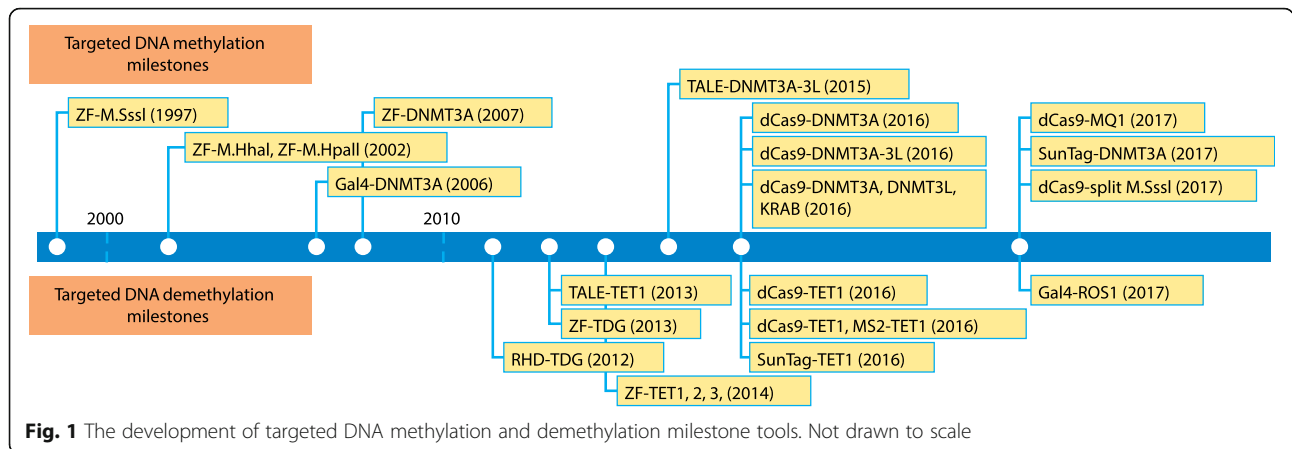 Targeted DNA methylation
milestones
ZF-M.SssI (1997)
ZF-M.HhaI, ZF-M.HpaII (2002)
Gal4-DNMT3A (2006)
ZF-DNMT3A (2007)
TALE-DNMT3A-3L (2015)
dCas9-DNMT3A (2016)
dCas9-DNMT3A-3L (2016)
dCas9-DNMT3A, DNMT3L,
KRAB (2016)
dCas9-MQ1 (2017)
SunTag-DNMT3A (2017)
dCas9-split M.SssI (2017)
2000
2010
Targeted DNA demethylation
milestones
TALE-TET1 (2013)
ZF-TDG (2013)
RHD-TDG (2012)
ZF-TET1, 2, 3, (2014)
dCas9-TET1 (2016)
dCas9-TET1, MS2-TET1 (2016)
SunTag-TET1 (2016)
Gal4-ROS1 (2017)
Fig. 1 The development of targeted DNA methylation and demethylation milestone tools. Not drawn to scale